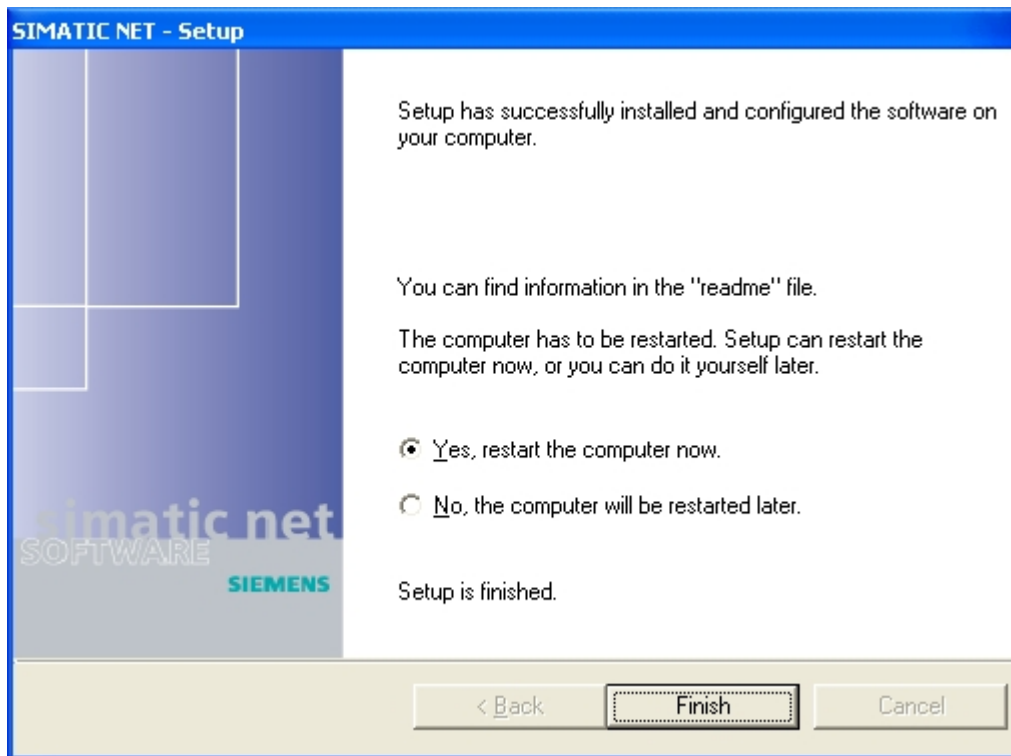 SIMATIC NET - Setup
Setup has successfully installed and configured the software on
your computer.
You can find information in the "readme" file.
The computer has to be restarted. Setup can restart the
computer now, or you can do it yourself later.
Yes, restart the computer now.
No, the computer will be restarted later.
simatic net
SOFTWARE
SIEMENS
Setup is finished.
< Back
Finish
Cancel